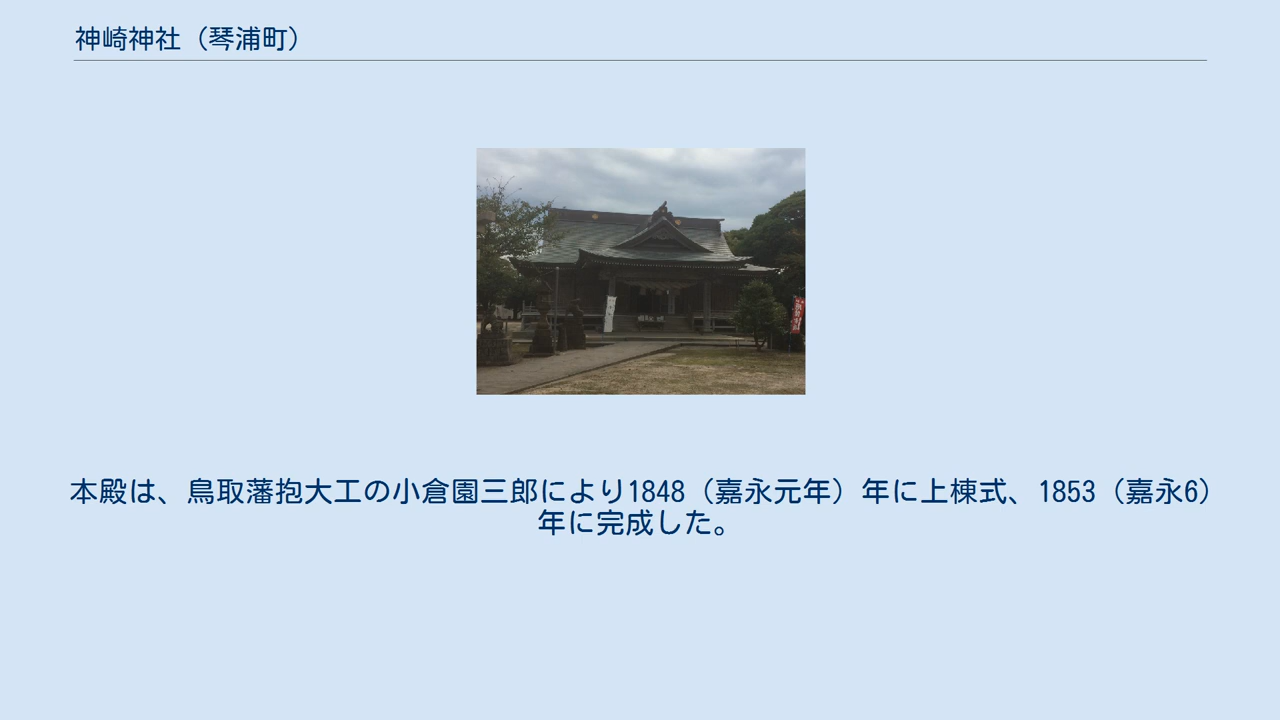 神崎神社（琴浦町）
本殿は、鳥取藩抱大工の小倉園三郎により1848（嘉永元年）年に上棟式、1853（嘉永6）
年に完成した。